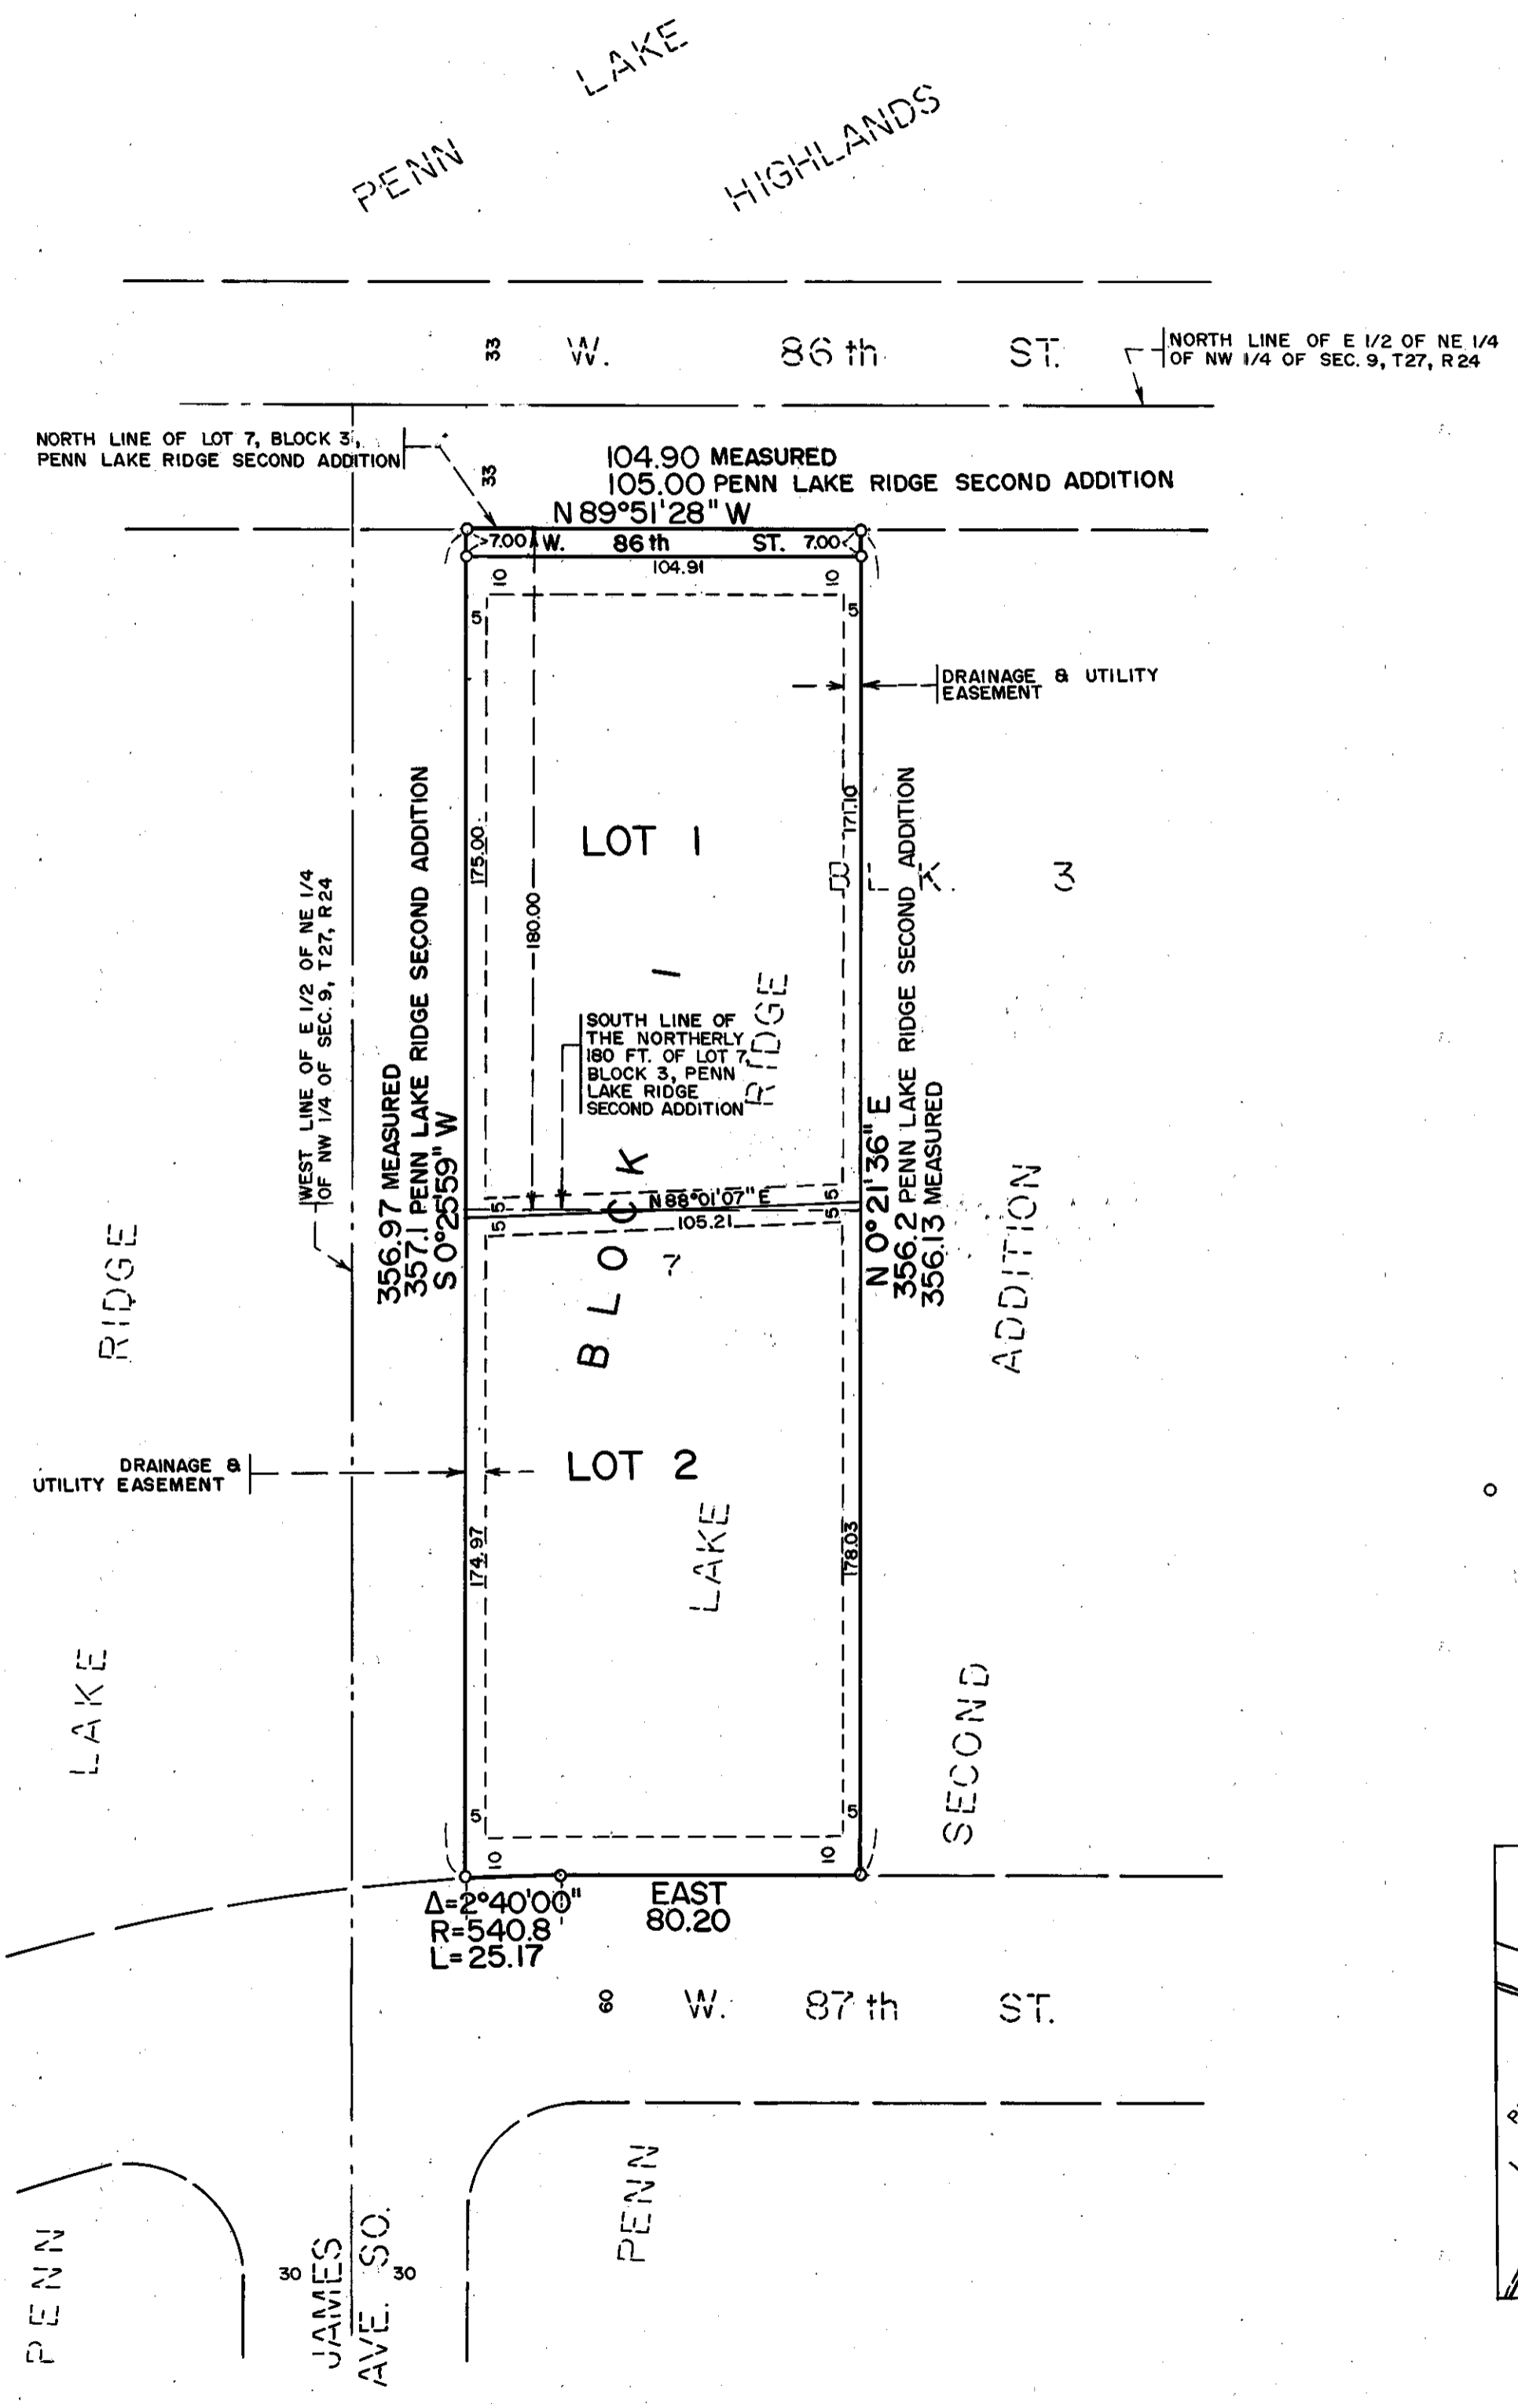 LAKE
PENN
HIGHLANDS
33
W. 86 th ST.
NORTH LINE OF E 1/2 OF NE 1/4
OF NW 1/4 OF SEC. 9, T27, R24
NORTH LINE OF LOT 7, BLOCK 3,
PENN LAKE RIDGE SECOND ADDITION
33
104.90 MEASURED
105.00 PENN LAKE RIDGE SECOND ADDITION
N 89°51'28" W
7.00 W. 86 th ST. 7.00
104.91
10
10
5
5
DRAINAGE & UTILITY
EASEMENT
175.00
180.00
171.10
LOT 1
BLK. 3
WEST LINE OF E 1/2 OF NE 1/4
OF NW 1/4 OF SEC. 9, T27, R24
356.97 MEASURED
357.1 PENN LAKE RIDGE SECOND ADDITION
S 0°25'59" W
SOUTH LINE OF
THE NORTHERLY
180 FT. OF LOT 7,
BLOCK 3, PENN
LAKE RIDGE
SECOND ADDITION
RIDGE
N 0°21'36" E
356.2 PENN LAKE RIDGE SECOND ADDITION
356.13 MEASURED
BLOCK 1
5
5
N 88°01'07" E
5
5
105.21
7
RIDGE
ADDITION
DRAINAGE &
UTILITY EASEMENT
LOT 2
174.97
LAKE
178.03
LAKE
SECOND
5
5
10
10
Δ=2°40'00"
R=540.8
L=25.17
EAST
80.20
60
W. 87 th ST.
PENN
PENN
30
JAMES
AVE. SO.
30